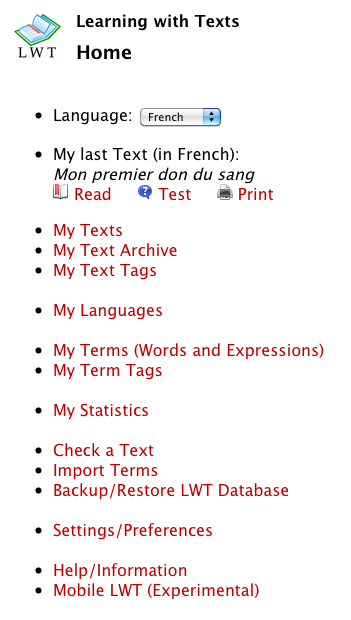 Learning with Texts
LWT
Home
Language: French
My last Text (in French):
Mon premier don du sang
Read Test Print
My Texts
My Text Archive
My Text Tags
My Languages
My Terms (Words and Expressions)
My Term Tags
My Statistics
Check a Text
Import Terms
Backup/Restore LWT Database
Settings/Preferences
Help/Information
Mobile LWT (Experimental)